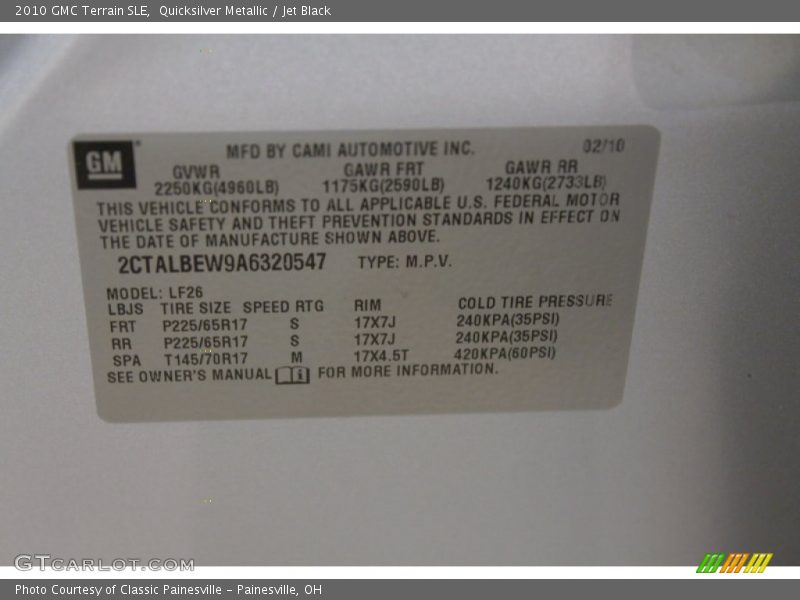 2010 GMC Terrain SLE, Quicksilver Metallic / Jet Black
GM
MFD BY CAMI AUTOMOTIVE INC. 02/10
GVWR GAWR FRT GAWR RR
2250KG(4960LB) 1175KG(2590LB) 1240KG(2733LB)
THIS VEHICLE CONFORMS TO ALL APPLICABLE U.S. FEDERAL MOTOR
VEHICLE SAFETY AND THEFT PREVENTION STANDARDS IN EFFECT ON
THE DATE OF MANUFACTURE SHOWN ABOVE.
2CTALBEW9A6320547 TYPE: M.P.V.
MODEL: LF26
LBJS TIRE SIZE SPEED RTG RIM COLD TIRE PRESSURE
FRT P225/65R17 S 17X7J 240KPA(35PSI)
RR P225/65R17 S 17X7J 240KPA(35PSI)
SPA T145/70R17 M 17X4.5T 420KPA(60PSI)
SEE OWNER'S MANUAL FOR MORE INFORMATION.
GTCARLOT.COM
Photo Courtesy of Classic Painesville – Painesville, OH